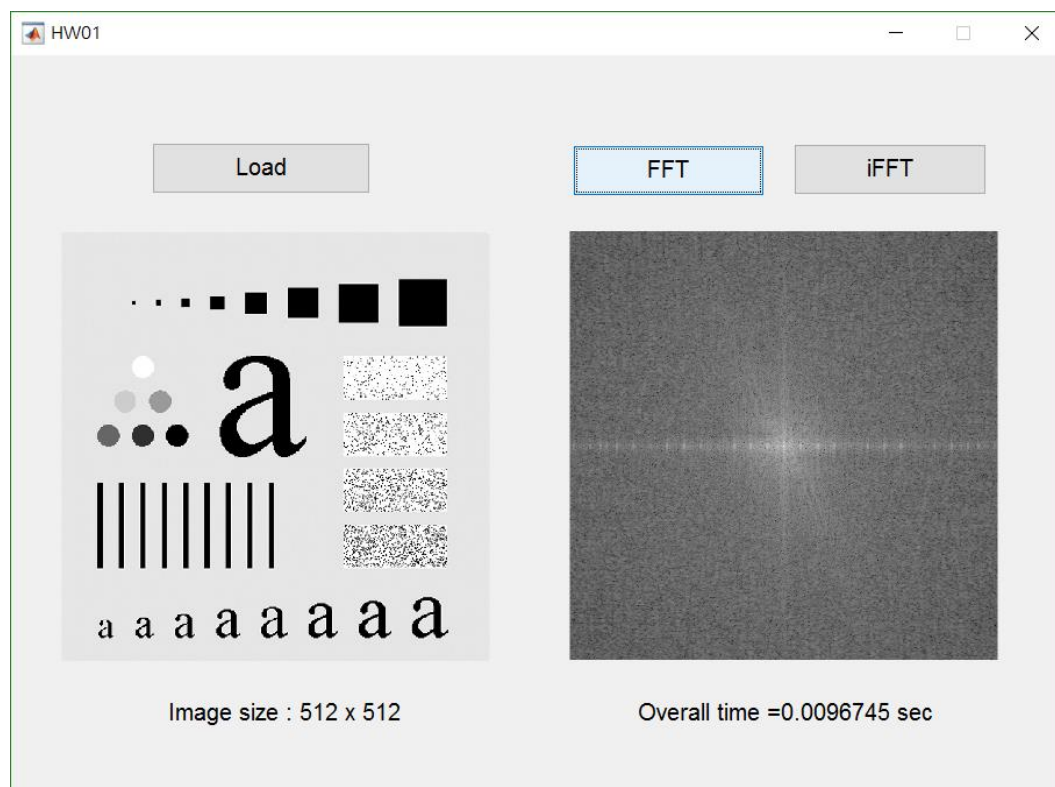 HW01
Load
FFT
iFFT
a
a a a a a a a a
Image size : 512 x 512
Overall time =0.0096745 sec